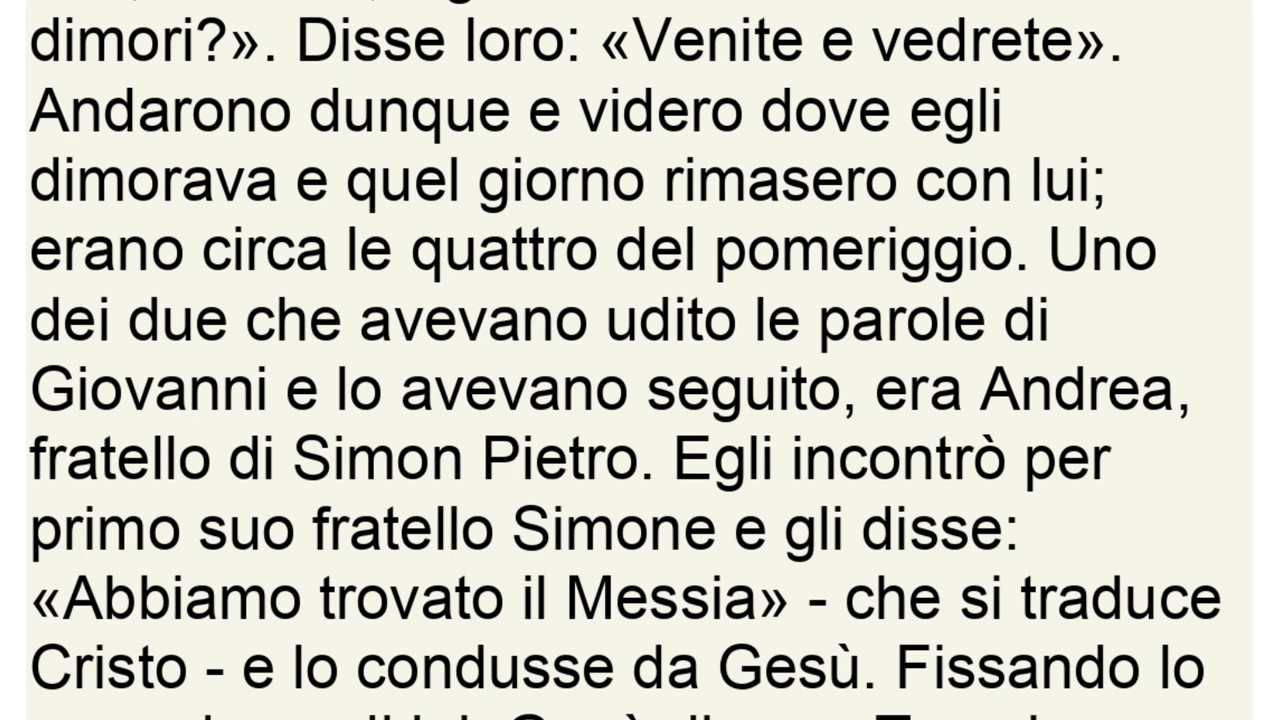 dimori?». Disse loro: «Venite e vedrete».
Andarono dunque e videro dove egli
dimorava e quel giorno rimasero con lui;
erano circa le quattro del pomeriggio. Uno
dei due che avevano udito le parole di
Giovanni e lo avevano seguito, era Andrea,
fratello di Simon Pietro. Egli incontrò per
primo suo fratello Simone e gli disse:
«Abbiamo trovato il Messia» - che si traduce
Cristo - e lo condusse da Gesù. Fissando lo